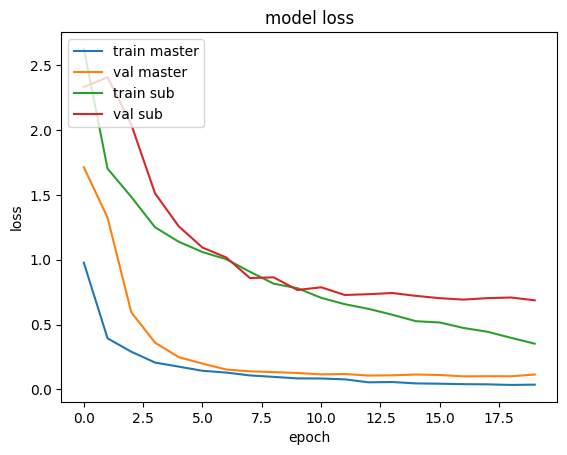 model loss
train master
val master
train sub
val sub
2.5
2.0
1.5
1.0
0.5
0.0
loss
0.0 2.5 5.0 7.5 10.0 12.5 15.0 17.5
epoch